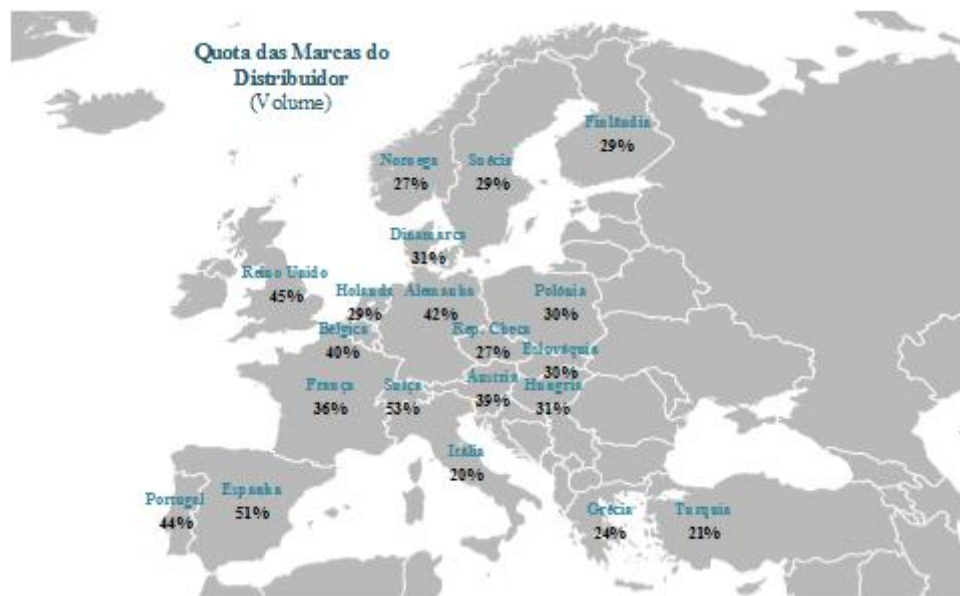 Quota das Marcas do
Distribuidor
(Volume)
Finlândia
29%
Noruega
27%
Suécia
29%
Dinamarca
31%
Reino Unido
45%
Holanda
29%
Alemanha
42%
Polónia
30%
Bélgica
40%
Rep. Checa
27%
Eslováquia
30%
França
36%
Suiça
53%
Áustria
39%
Hungria
31%
Itália
20%
Portugal
44%
Espanha
51%
Grécia
24%
Turquia
21%